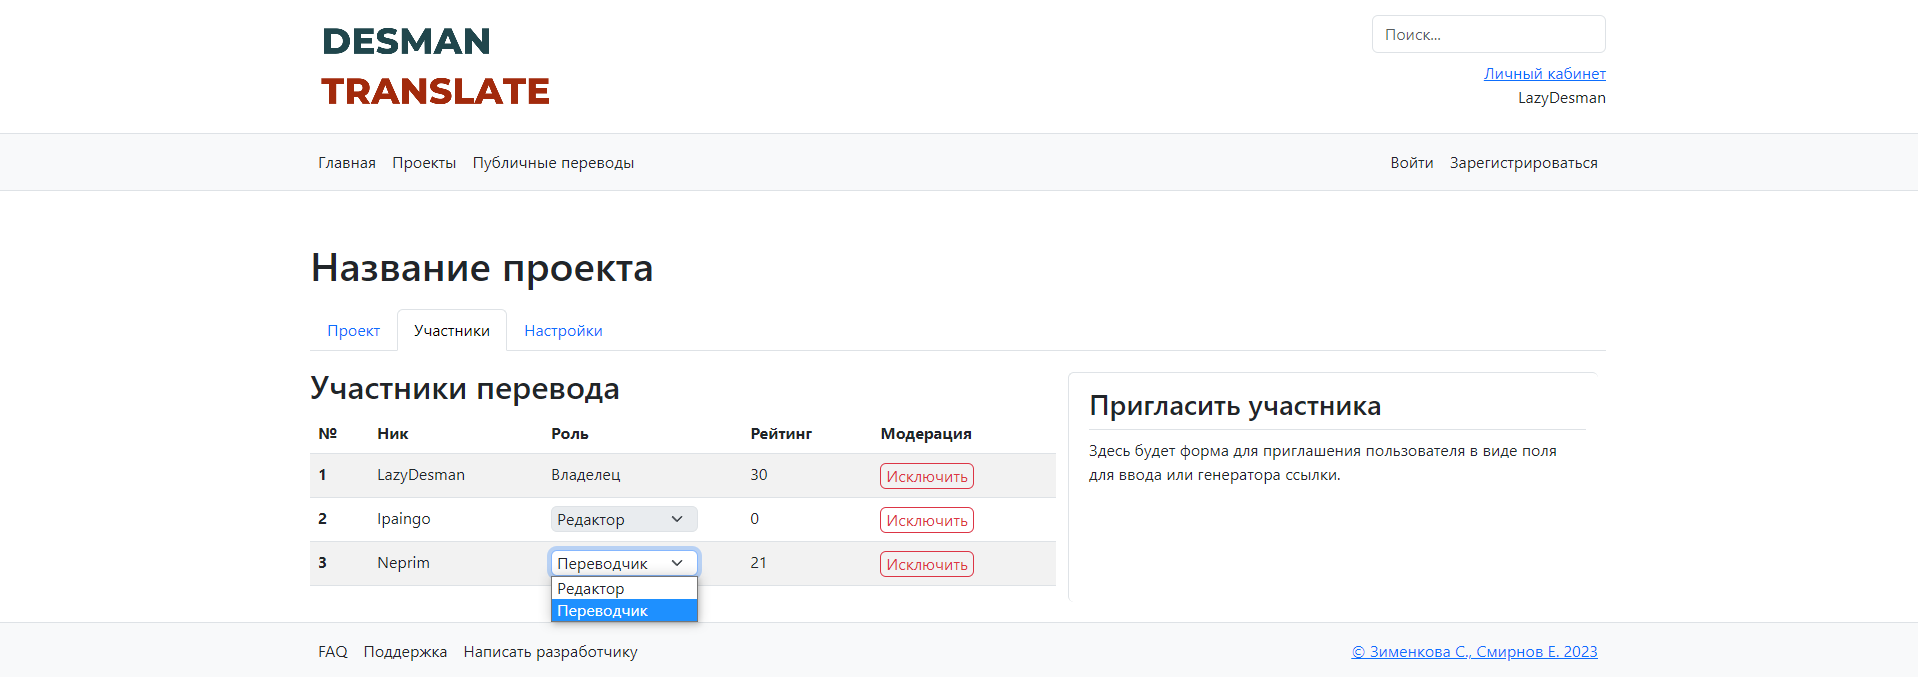 DESMAN
TRANSLATE
Поиск...
Личный кабинет
LazyDesman
Главная Проекты Публичные переводы Войти Зарегистрироваться
Название проекта
Проект Участники Настройки
Участники перевода
№ Ник Роль Рейтинг Модерация
1 LazyDesman Владелец 30 Исключить
2 Ipaingo Редактор 0 Исключить
3 Neprim Переводчик 21 Исключить
Редактор
Переводчик
Пригласить участника
Здесь будет форма для приглашения пользователя в виде поля
для ввода или генератора ссылки.
FAQ Поддержка Написать разработчику © Зименкова С., Смирнов Е. 2023